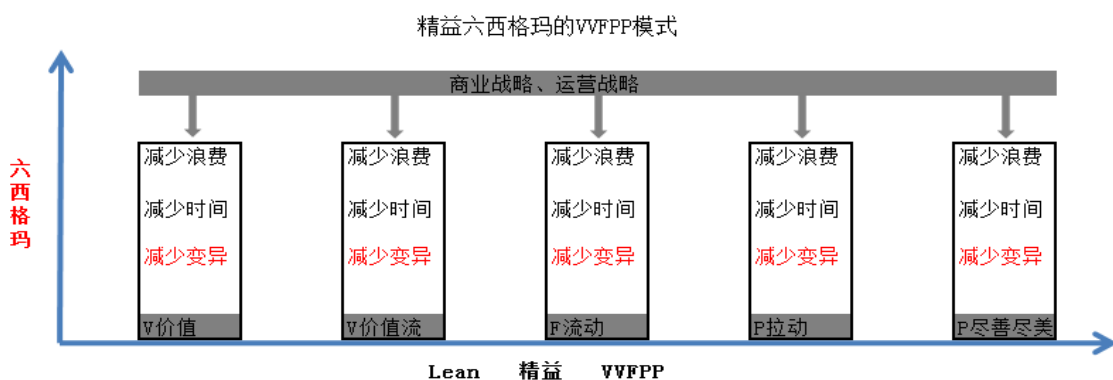 精益六西格玛的VVFPP模式
商业战略、运营战略
六西格玛
减少浪费
减少时间
减少变异
V价值
减少浪费
减少时间
减少变异
V价值流
减少浪费
减少时间
减少变异
F流动
减少浪费
减少时间
减少变异
P拉动
减少浪费
减少时间
减少变异
P尽善尽美
Lean 精益 VVFPP